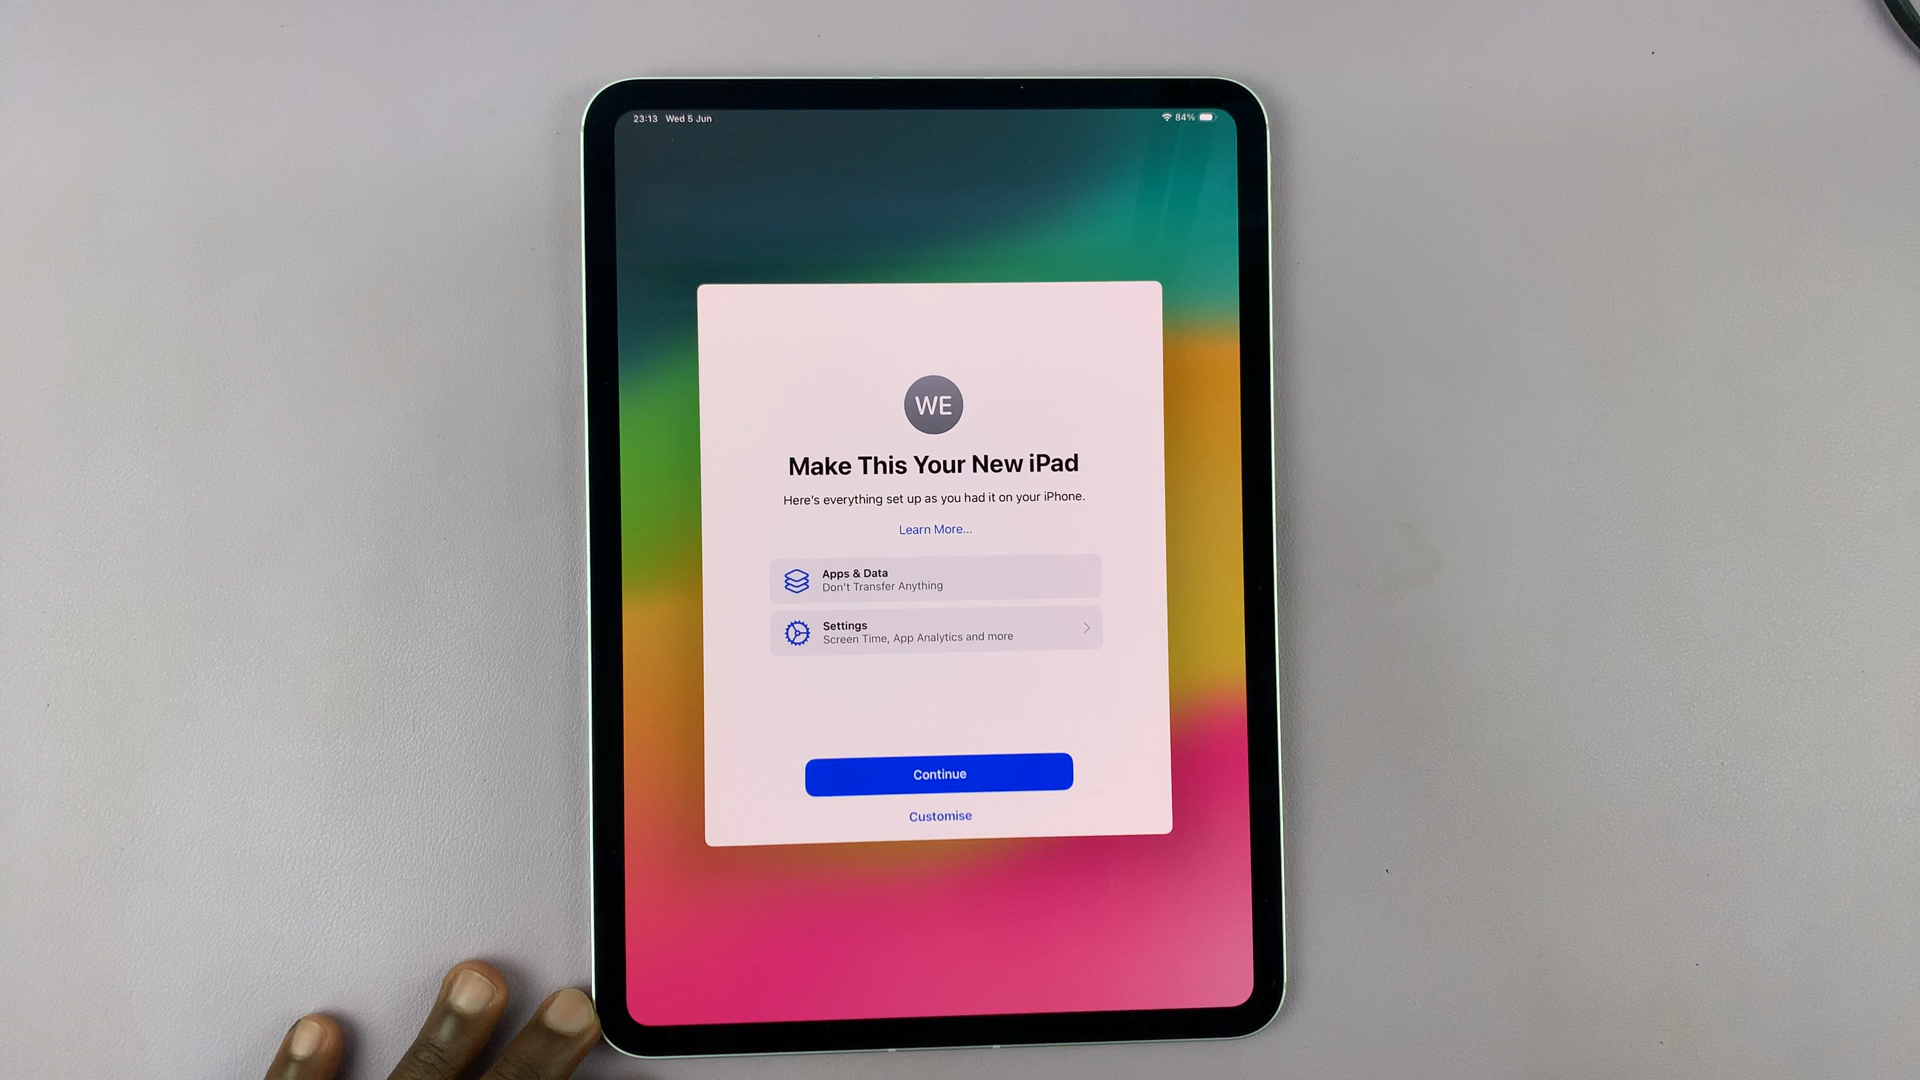 23:13 Wed 5 Jun
84%
WE
Make This Your New iPad
Here's everything set up as you had it on your iPhone.
Learn More...
Apps & Data
Don't Transfer Anything
Settings
Screen Time, App Analytics and more
Continue
Customise